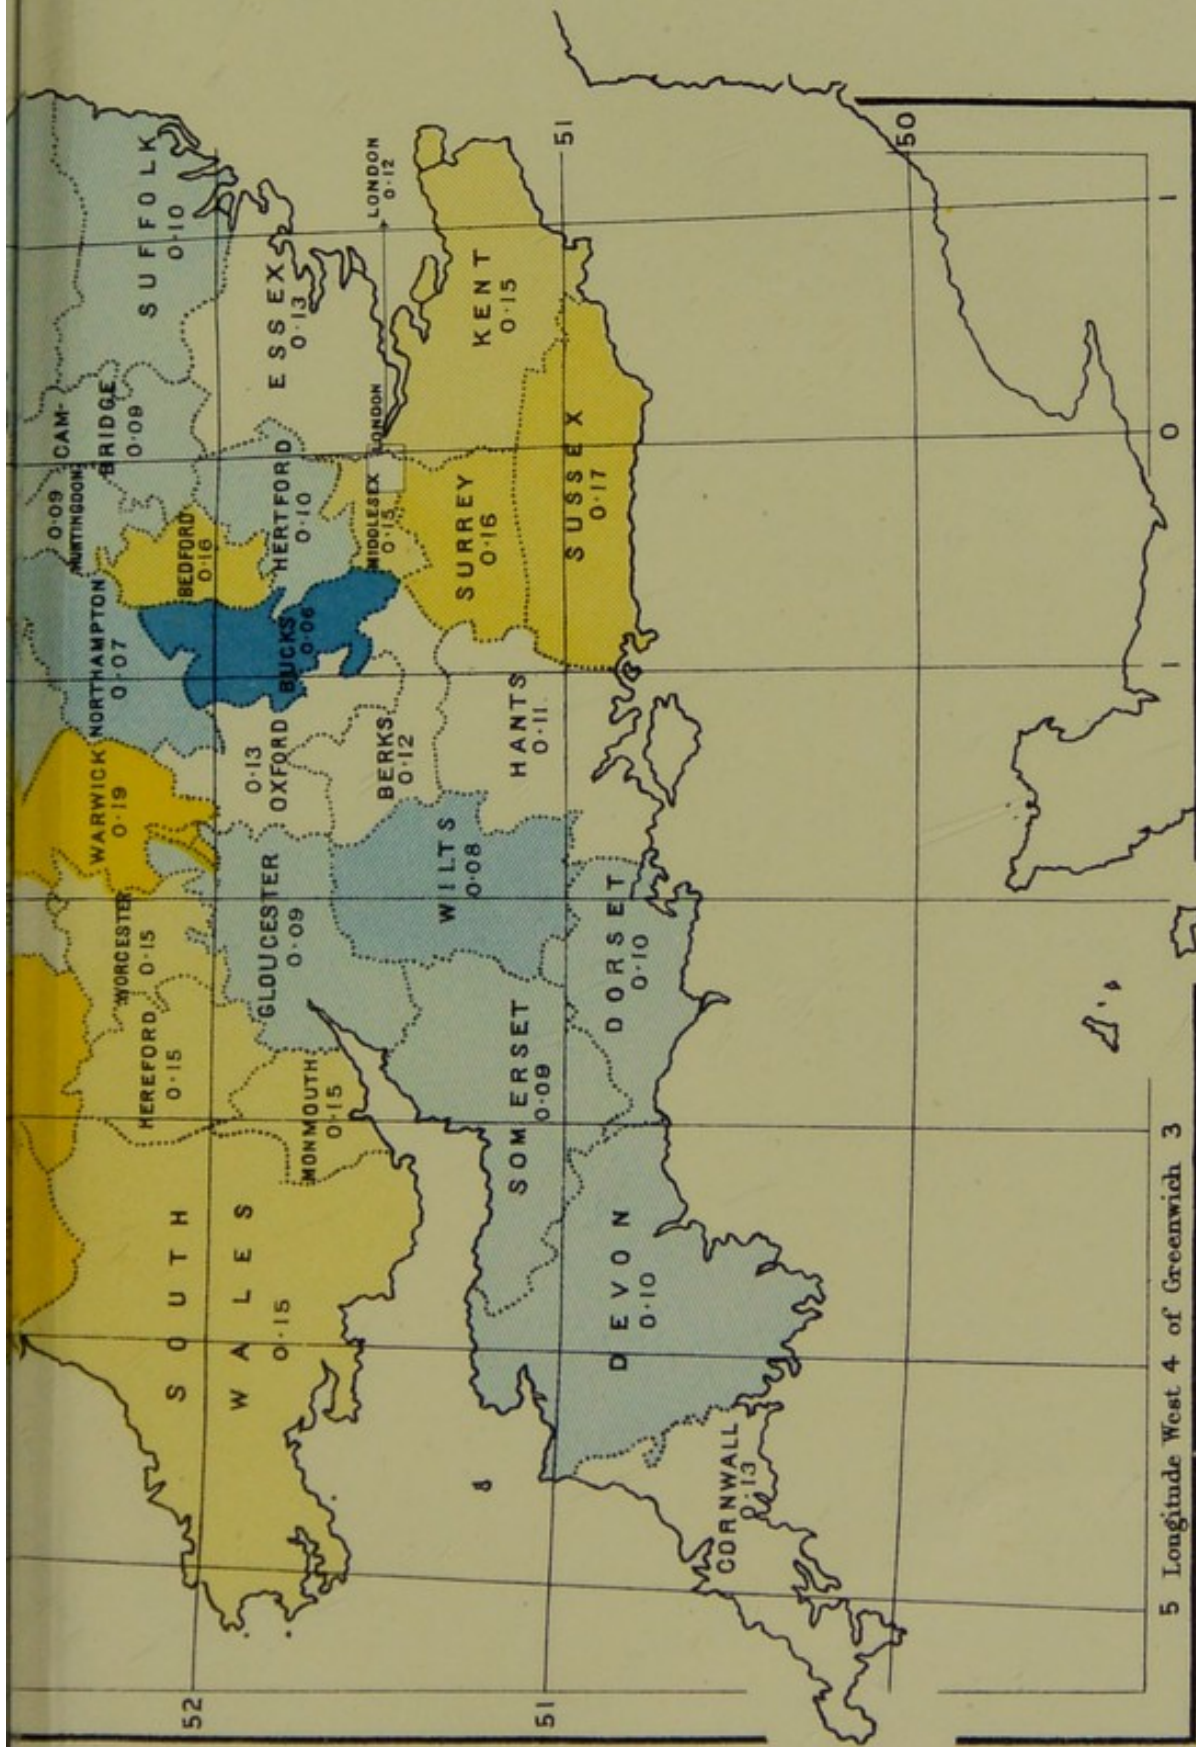 SUFFOLK
0·10
CAM-
BRIDGE
0·09
0·09
HUNTINGDON
BEDFORD
0·16
NORTHAMPTON
0·07
WARWICK
0·19
WORCESTER
0·15
HEREFORD
0·15
SOUTH
WALES
0·15
MONMOUTH
0·15
GLOUCESTER
0·09
0·13
OXFORD
BUCKS
0·06
HERTFORD
0·10
ESSEX
0·13
LONDON
0·12
LONDON
MIDDLESEX
0·15
BERKS
0·12
KENT
0·15
SURREY
0·16
SUSSEX
0·17
HANTS
0·11
WILTS
0·08
SOMERSET
0·09
DORSET
0·10
DEVON
0·10
CORNWALL
0·13
52
51
51
50
5 Longitude West 4 of Greenwich 3
1
0
1